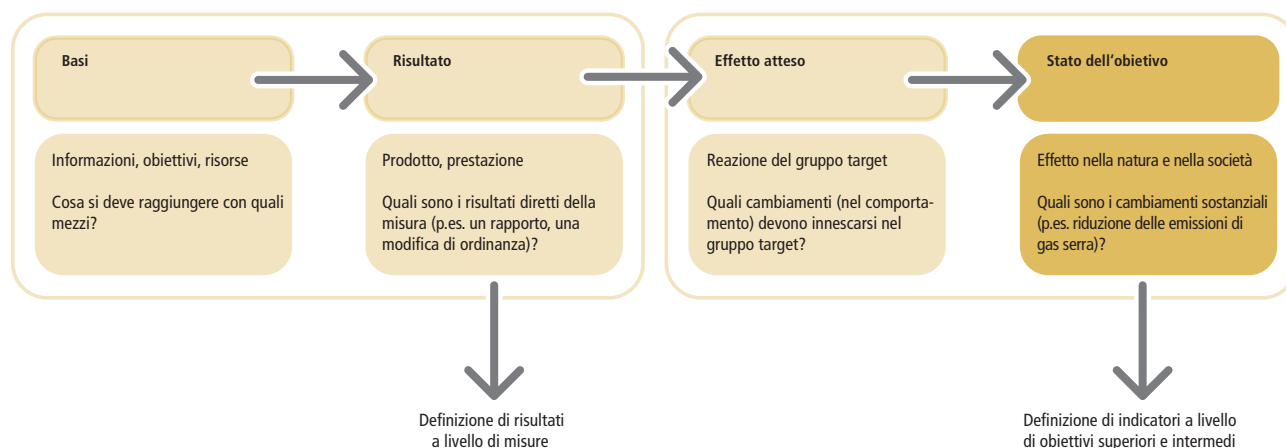 Basi
Risultato
Effetto atteso
Stato dell'obietivo
Informazioni, obiettivi, risorse
Cosa si deve raggiungere con quali
mezzi?
Prodotto, prestazione
Quali sono i risultati diretti della
misura (p.es. un rapporto, una
modifica di ordinanza)?
Reazione del gruppo target
Quali cambiamenti (nel comporta-
mento) devono innescarsi nel
gruppo target?
Effetto nella natura e nella società
Quali sono i cambiamenti sostanziali
(p.es. riduzione delle emissioni di
gas serra)?
Definizione di risultati
a livello di misure
Definizione di indicatori a livello
di obiettivi superiori e intermedi